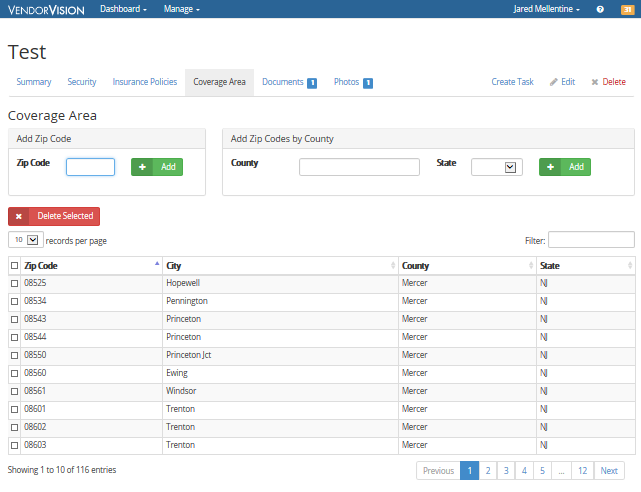 VENDORVISION Dashboard Manage Jared Mellentine 31
Test
Summary Security Insurance Policies Coverage Area Documents 1 Photos 1 Create Task Edit Delete
Coverage Area
Add Zip Code Add Zip Codes by County
Zip Code Add County State Add
Delete Selected
10 records per page Filter:
Zip Code City County State
08525 Hopewell Mercer NJ
08534 Pennington Mercer NJ
08543 Princeton Mercer NJ
08544 Princeton Mercer NJ
08550 Princeton Jct Mercer NJ
08560 Ewing Mercer NJ
08561 Windsor Mercer NJ
08601 Trenton Mercer NJ
08602 Trenton Mercer NJ
08603 Trenton Mercer NJ
Showing 1 to 10 of 116 entries Previous 1 2 3 4 5 ... 12 Next